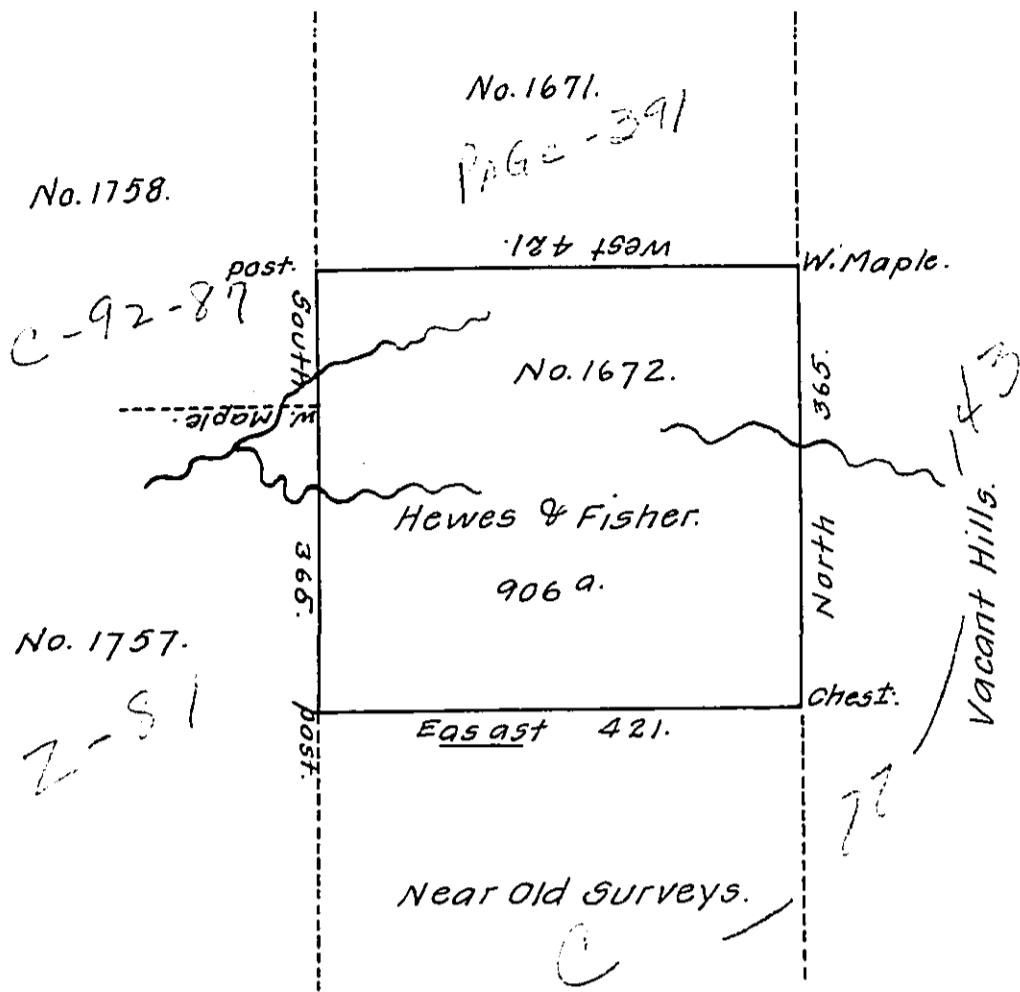 No. 1671.
PAGe - 391
No. 1758.
West 421.
post.
W. Maple.
C-92-87
South
No. 1672.
365.
W. Maple.
143
Hewes & Fisher.
Vacant Hills.
365.
906 a.
North
No. 1757.
Chest.
post.
Eas ast 421.
Near Old Surveys.
C